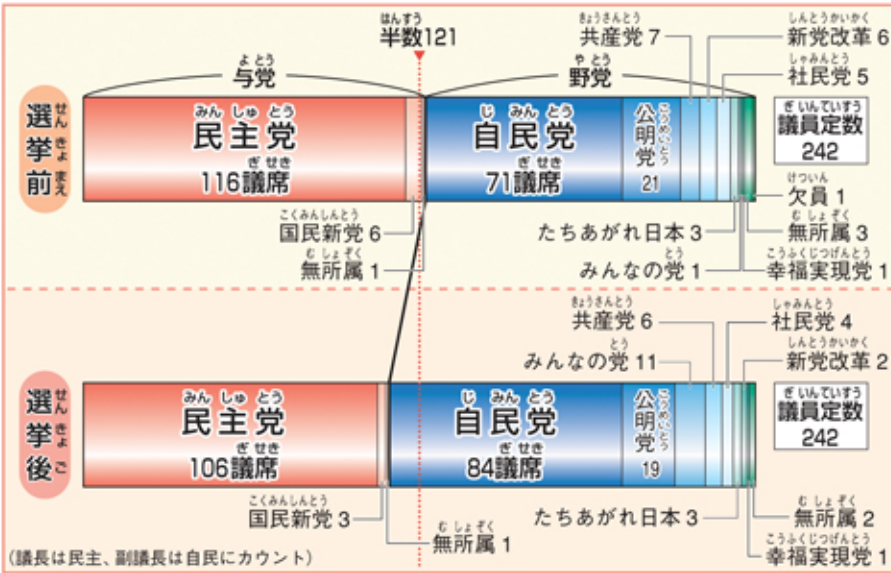 はんすう
半数121
きょうさんとう
共産党 7
しんとうかいかく
新党改革 6
しゃみんとう
社民党 5
よ とう
与党
や とう
野党
せん きょ まえ
選挙前
みん しゅ とう
民主党
ぎ せき
116議席
じ みん とう
自民党
ぎ せき
71議席
こうめいとう
公明党
21
ぎ いんていすう
議員定数
242
けついん
欠員 1
こくみんしんとう
国民新党 6
む しょぞく
無所属 1
たちあがれ日本 3
む しょぞく
無所属 3
とう
みんなの党 1
こうふくじつげんとう
幸福実現党 1
きょうさんとう
共産党 6
しゃみんとう
社民党 4
とう
みんなの党 11
しんとうかいかく
新党改革 2
せん きょ ご
選挙後
みん しゅ とう
民主党
ぎ せき
106議席
じ みん とう
自民党
ぎ せき
84議席
こうめいとう
公明党
19
ぎ いんていすう
議員定数
242
こくみんしんとう
国民新党 3
む しょぞく
無所属 1
たちあがれ日本 3
む しょぞく
無所属 2
こうふくじつげんとう
幸福実現党 1
(議長は民主、副議長は自民にカウント)